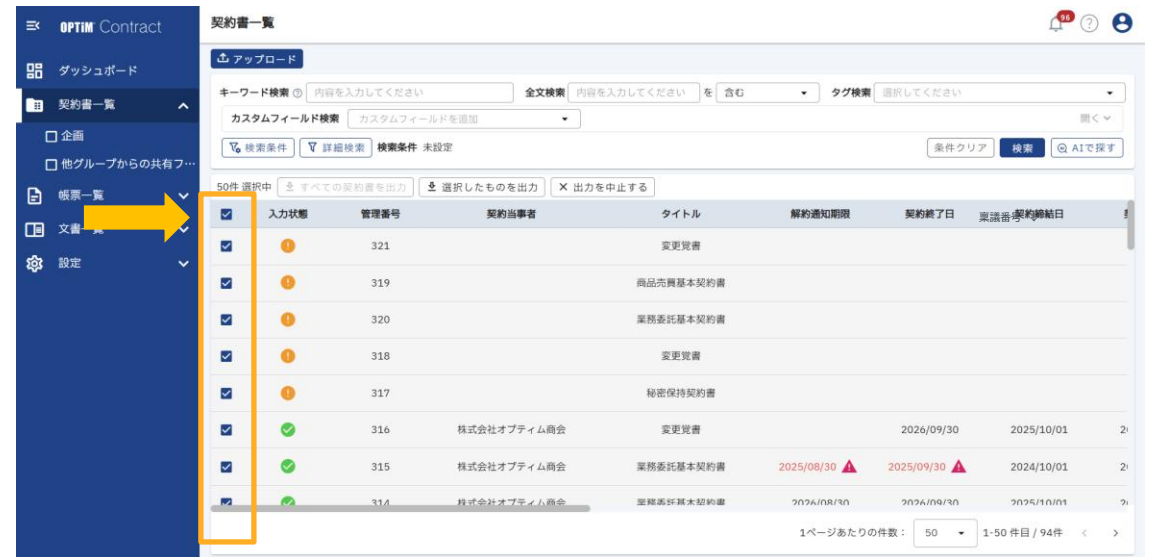 OPTiM Contract
契約書一覧
96
ダッシュボード
契約書一覧
企画
他グループからの共有フ…
帳票一覧
文書一覧
設定
アップロード
キーワード検索 内容を入力してください 全文検索 内容を入力してください を 含む タグ検索 選択してください
カスタムフィールド検索 カスタムフィールドを追加 開く
検索条件 詳細検索 検索条件 未設定 条件クリア 検索 AIで探す
50件 選択中 すべての契約書を出力 選択したものを出力 × 出力を中止する
入力状態 管理番号 契約当事者 タイトル 解約通知期限 契約終了日 稟議番号 契約締結日
321 変更覚書
319 商品売買基本契約書
320 業務委託基本契約書
318 変更覚書
317 秘密保持契約書
316 株式会社オプティム商会 変更覚書 2026/09/30 2025/10/01
315 株式会社オプティム商会 業務委託基本契約書 2025/08/30 2025/09/30 2024/10/01
314 株式会社オプティム商会 業務委託基本契約書 2026/08/30 2026/09/30 2025/10/01
1ページあたりの件数： 50 1-50 件目 / 94件 < >